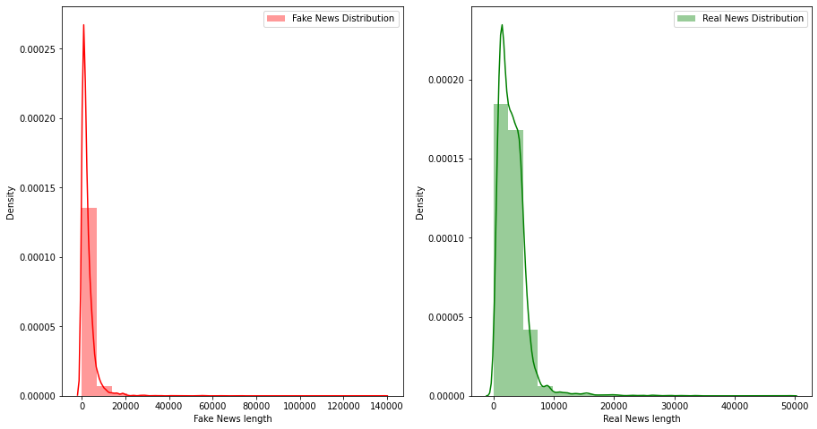 Fake News Distribution
0.00025
0.00020
0.00015
0.00010
0.00005
0.00000
Density
0 20000 40000 60000 80000 100000 120000 140000
Fake News length
Real News Distribution
0.00020
0.00015
0.00010
0.00005
0.00000
Density
0 10000 20000 30000 40000 50000
Real News length